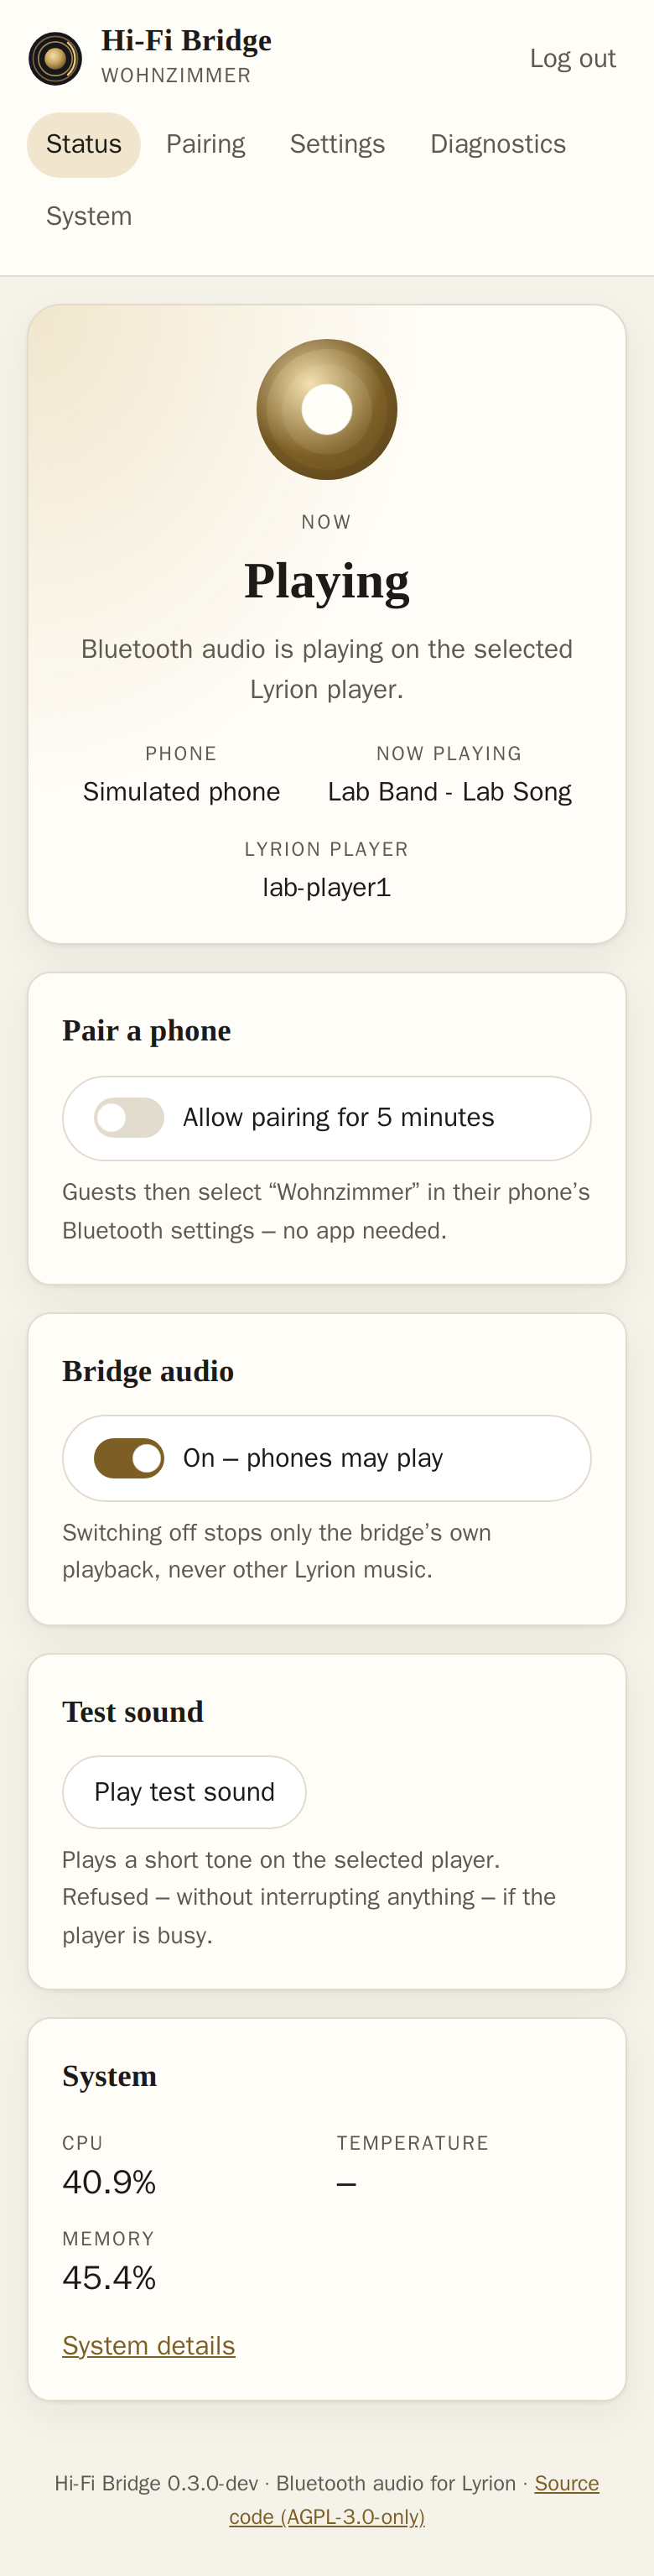 Hi-Fi Bridge
WOHNZIMMER
Log out
Status
Pairing
Settings
Diagnostics
System
NOW
Playing
Bluetooth audio is playing on the selected
Lyrion player.
PHONE
Simulated phone
NOW PLAYING
Lab Band - Lab Song
LYRION PLAYER
lab-player1
Pair a phone
Allow pairing for 5 minutes
Guests then select “Wohnzimmer” in their phone’s
Bluetooth settings – no app needed.
Bridge audio
On – phones may play
Switching off stops only the bridge’s own
playback, never other Lyrion music.
Test sound
Play test sound
Plays a short tone on the selected player.
Refused – without interrupting anything – if the
player is busy.
System
CPU
40.9%
TEMPERATURE
–
MEMORY
45.4%
System details
Hi-Fi Bridge 0.3.0-dev · Bluetooth audio for Lyrion · Source
code (AGPL-3.0-only)